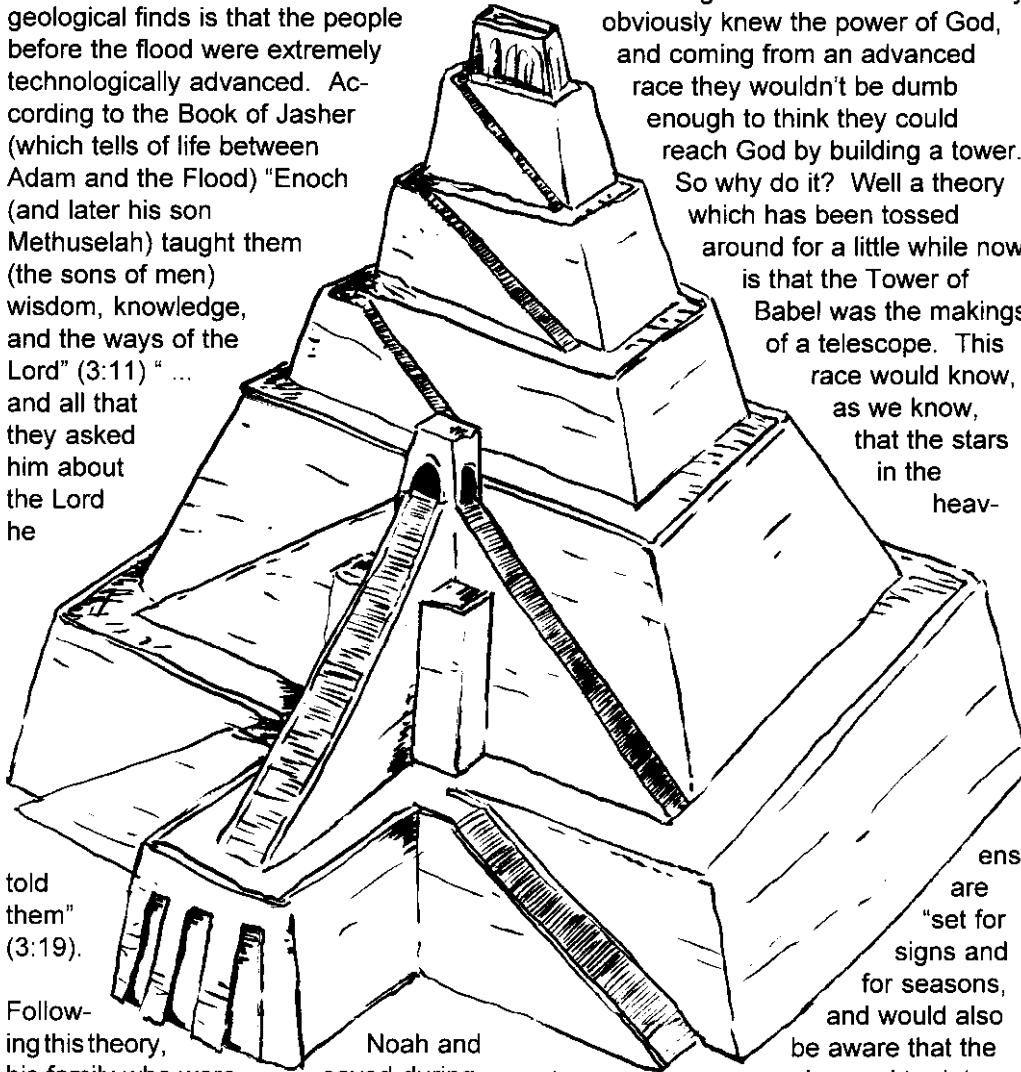 geological finds is that the people
before the flood were extremely
technologically advanced. Ac-
cording to the Book of Jasher
(which tells of life between
Adam and the Flood) "Enoch
(and later his son
Methuselah) taught them
(the sons of men)
wisdom, knowledge,
and the ways of the
Lord" (3:11) " ...
and all that
they asked
him about
the Lord
he
told
them"
(3:19).
Follow-
ing this theory,
Noah and
obviously knew the power of God,
and coming from an advanced
race they wouldn't be dumb
enough to think they could
reach God by building a tower.
So why do it? Well a theory
which has been tossed
around for a little while now
is that the Tower of
Babel was the makings
of a telescope. This
race would know,
as we know,
that the stars
in the
heav-
ens
are
"set for
signs and
for seasons,
and would also
be aware that the